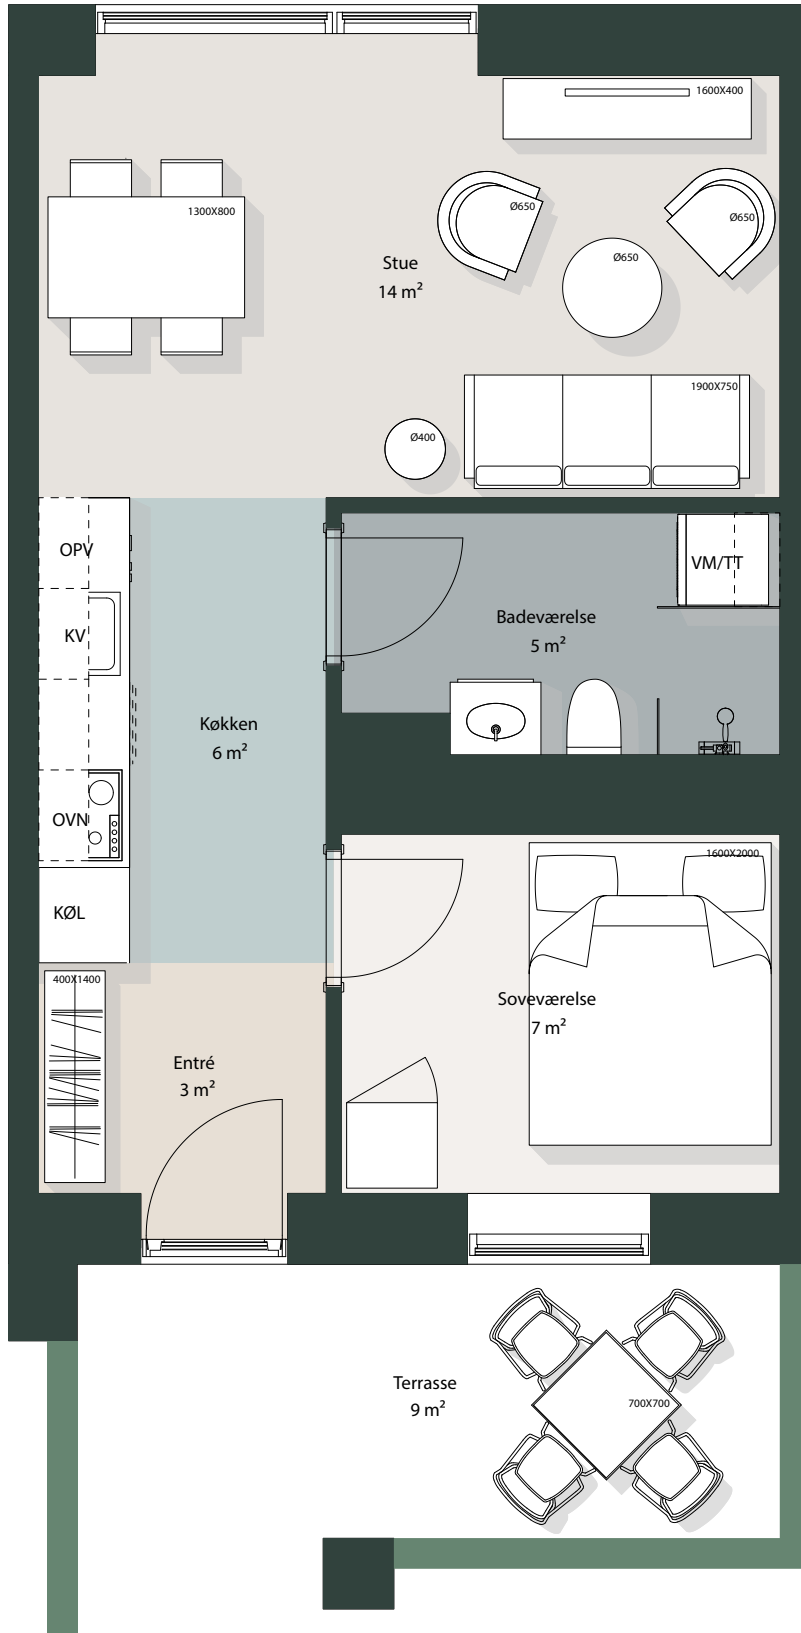 1600X400
1300X800
Ø650
Ø650
Ø650
Stue
14 m²
1900X750
Ø400
OPV
VM/TT
Badeværelse
5 m²
KV
Køkken
6 m²
OVN
1600X2000
KØL
400X1400
Soveværelse
7 m²
Entré
3 m²
Terrasse
9 m²
700X700